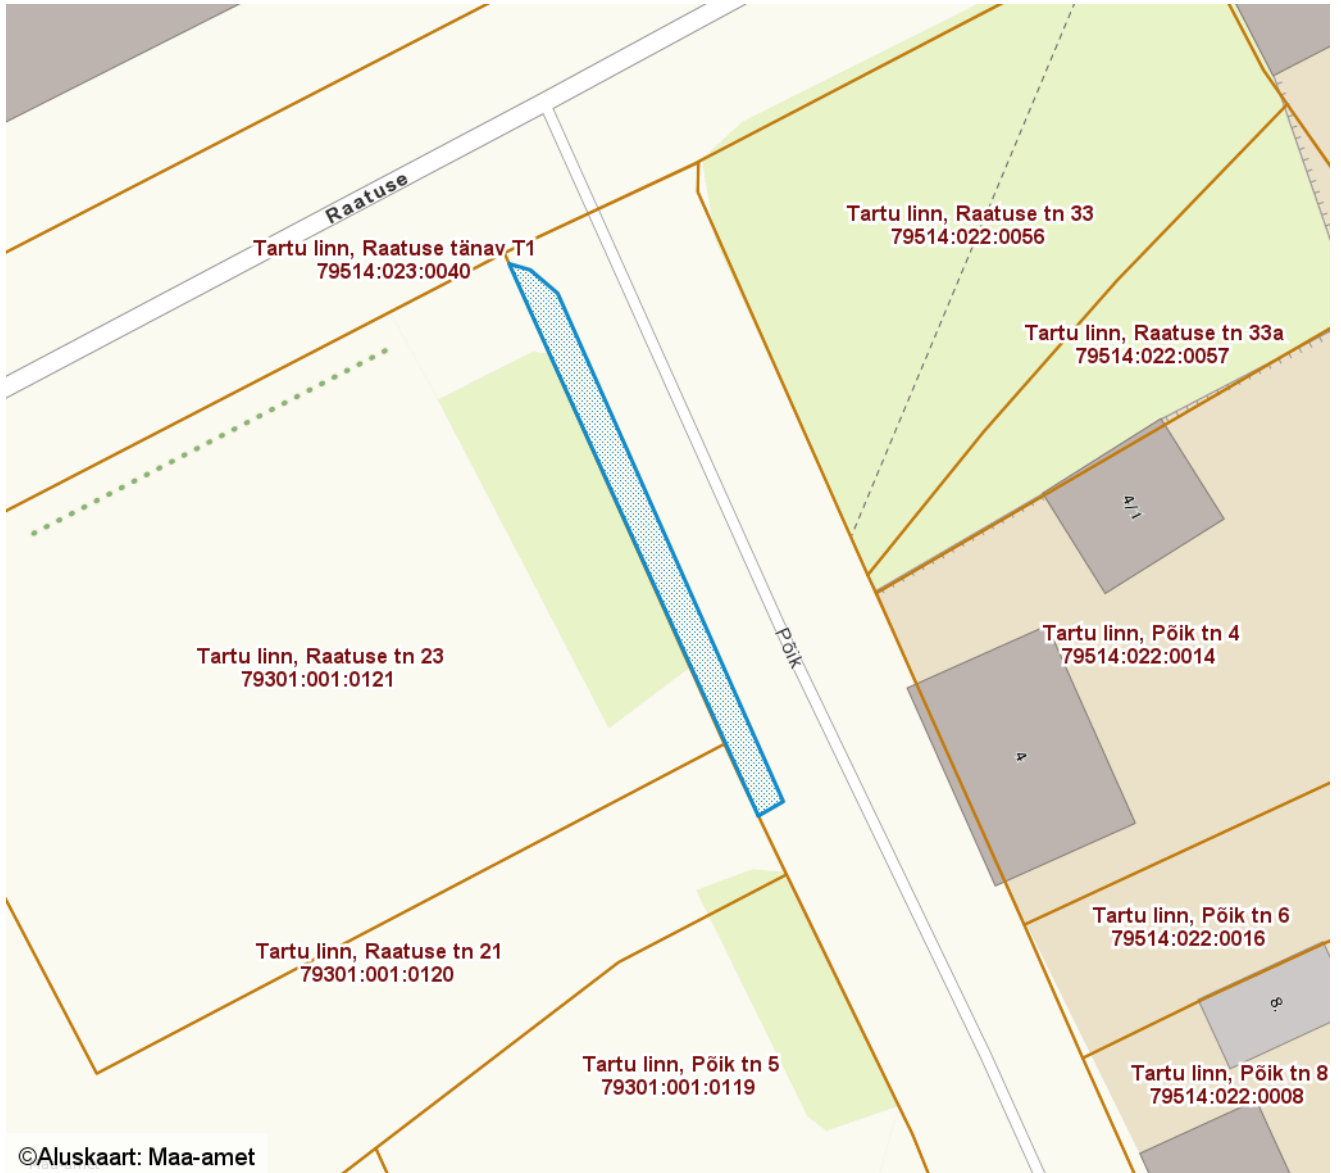 Raatuse
Tartu linn, Raatuse tn 33
79514:022:0056
Tartu linn, Raatuse tänav T1
79514:023:0040
Tartu linn, Raatuse tn 33a
79514:022:0057
4/1
Põik
Tartu linn, Põik tn 4
79514:022:0014
Tartu linn, Raatuse tn 23
79301:001:0121
4
Tartu linn, Põik tn 6
79514:022:0016
Tartu linn, Raatuse tn 21
79301:001:0120
8.
Tartu linn, Põik tn 5
79301:001:0119
Tartu linn, Põik tn 8
79514:022:0008
©Aluskaart: Maa-amet